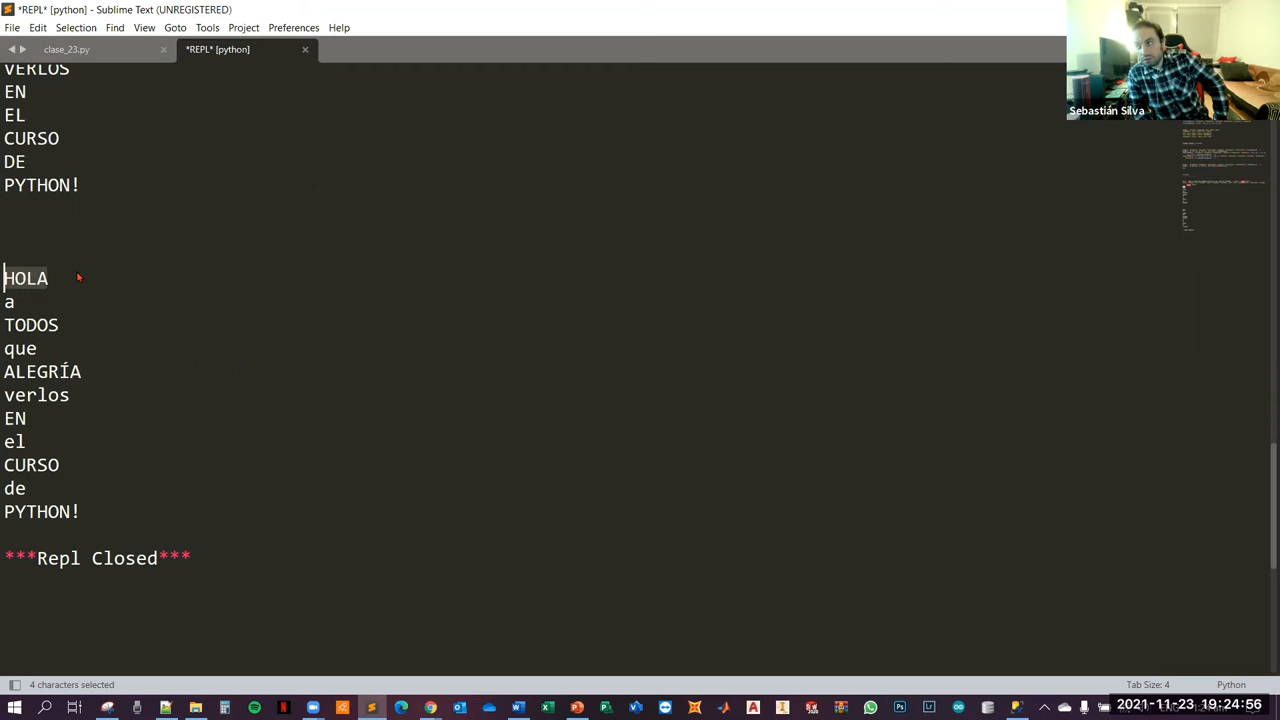 *REPL* [python] - Sublime Text (UNREGISTERED)
File Edit Selection Find View Goto Tools Project Preferences Help
clase_23.py
*REPL* [python]
VERLOS
EN
EL
CURSO
DE
PYTHON!
HOLA
a
TODOS
que
ALEGRÍA
verlos
EN
el
CURSO
de
PYTHON!
***Repl Closed***
Sebastián Silva
4 characters selected
Tab Size: 4
Python
2021-11-23 19:24:56